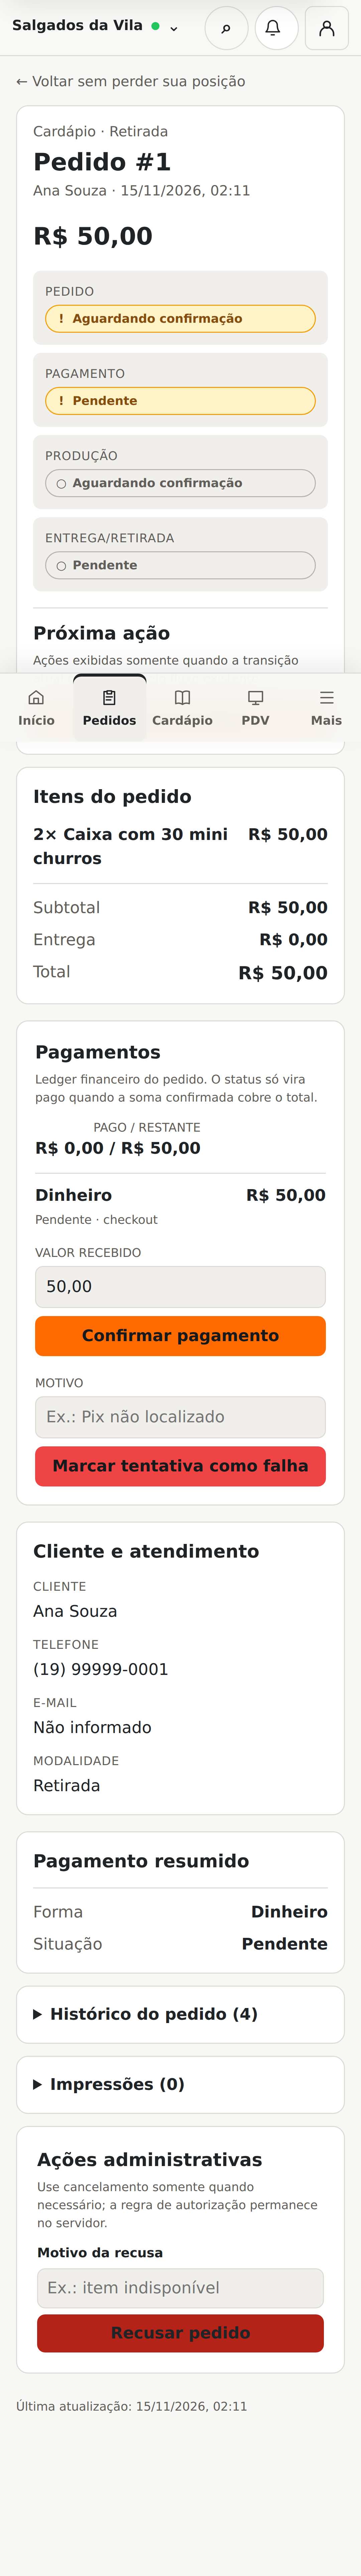 Salgados da Vila
← Voltar sem perder sua posição
Cardápio · Retirada
Pedido #1
Ana Souza · 15/11/2026, 02:11
R$ 50,00
PEDIDO
! Aguardando confirmação
PAGAMENTO
! Pendente
PRODUÇÃO
○ Aguardando confirmação
ENTREGA/RETIRADA
○ Pendente
Próxima ação
Ações exibidas somente quando a transição
Início Pedidos Cardápio PDV Mais
Itens do pedido
2× Caixa com 30 mini churros R$ 50,00
Subtotal R$ 50,00
Entrega R$ 0,00
Total R$ 50,00
Pagamentos
Ledger financeiro do pedido. O status só vira
pago quando a soma confirmada cobre o total.
PAGO / RESTANTE
R$ 0,00 / R$ 50,00
Dinheiro R$ 50,00
Pendente · checkout
VALOR RECEBIDO
50,00
Confirmar pagamento
MOTIVO
Ex.: Pix não localizado
Marcar tentativa como falha
Cliente e atendimento
CLIENTE
Ana Souza
TELEFONE
(19) 99999-0001
E-MAIL
Não informado
MODALIDADE
Retirada
Pagamento resumido
Forma Dinheiro
Situação Pendente
▶ Histórico do pedido (4)
▶ Impressões (0)
Ações administrativas
Use cancelamento somente quando
necessário; a regra de autorização permanece
no servidor.
Motivo da recusa
Ex.: item indisponível
Recusar pedido
Última atualização: 15/11/2026, 02:11